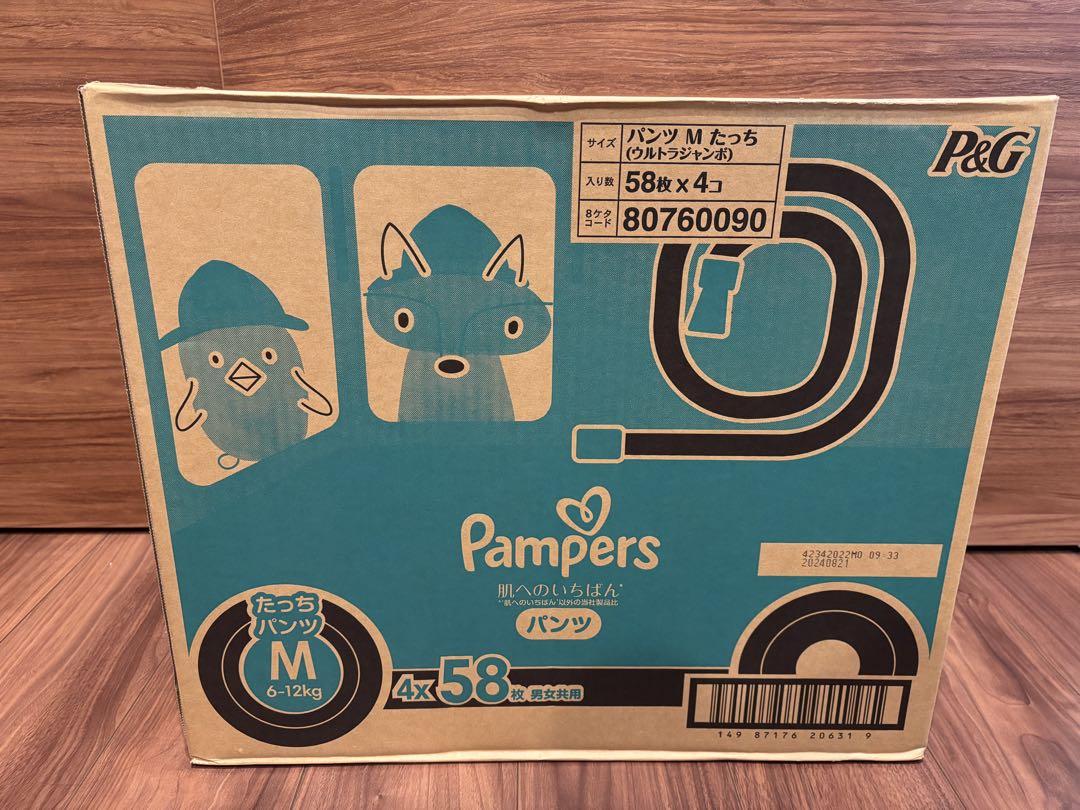 サイズ パンツ M たっち
(ウルトラジャンボ)
入り数 58枚 x 4コ
8ケタ
コード 80760090
P&G
Pampers
肌へのいちばん*
*"肌へのいちばん"以外の当社製品比
パンツ
42342022M0 09-33
20240821
たっち
パンツ
M
6-12kg
4x 58枚 男女共用
149 87176 20631 9